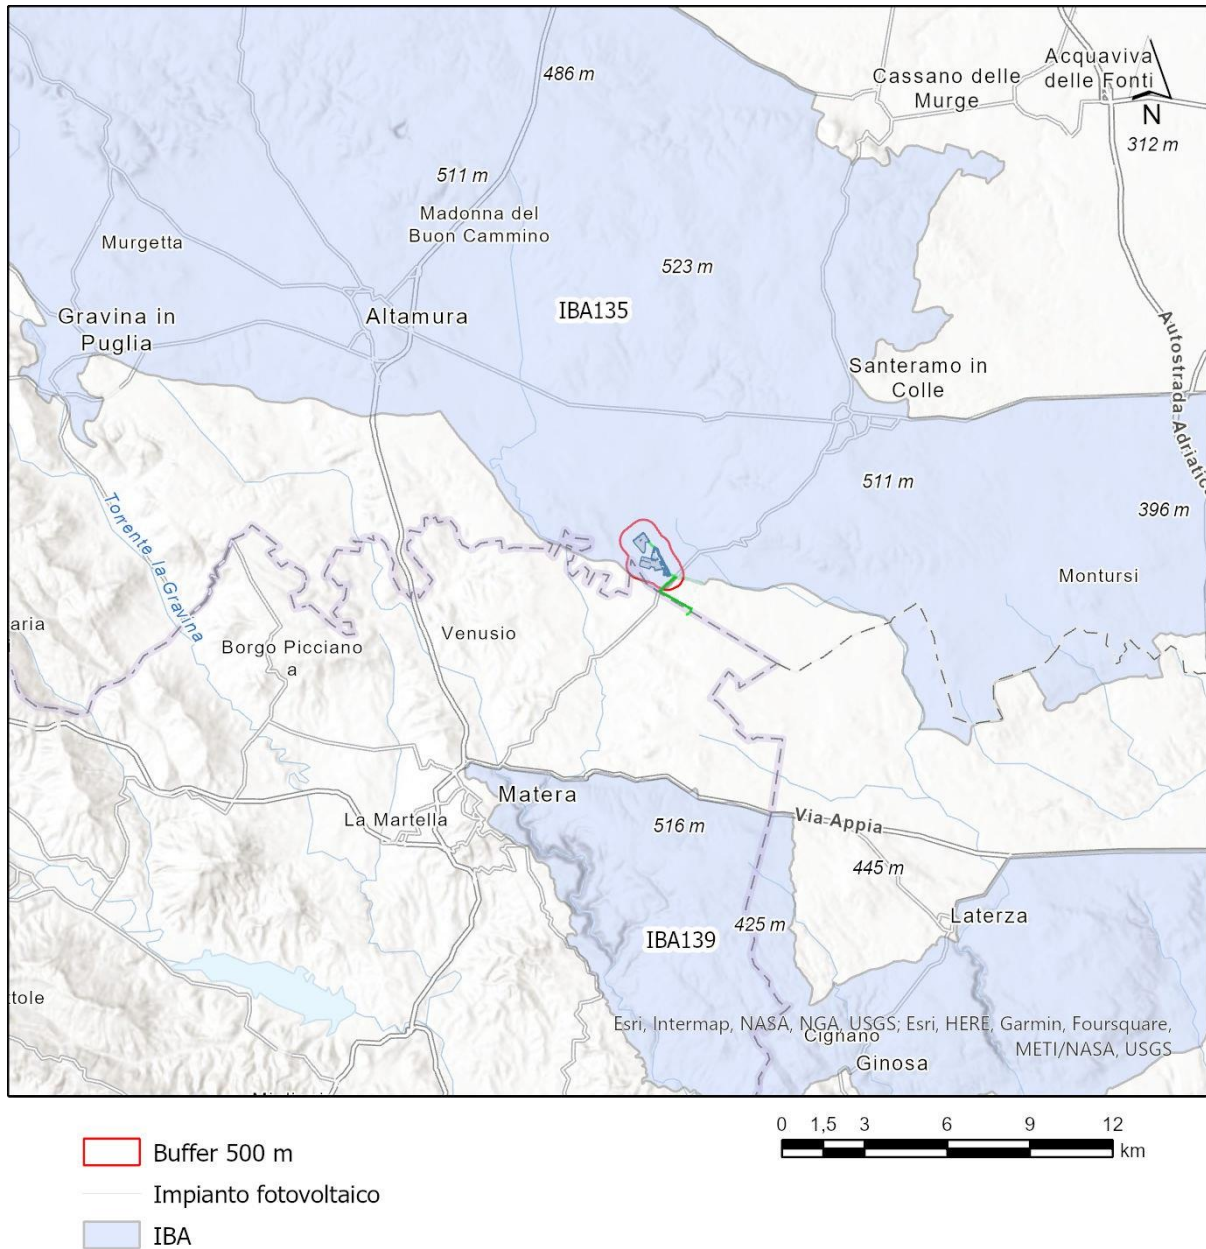 486 m
Cassano delle
Murge
Acquaviva
delle Fonti
N
312 m
511 m
Madonna del
Buon Cammino
Murgetta
523 m
IBA135
Gravina in
Puglia
Altamura
Santeramo in
Colle
Autostrada Adriatica
511 m
396 m
Torrente la Gravina
Montursi
aria
Borgo Picciano
a
Venusio
Matera
La Martella
516 m
Via Appia
445 m
Laterza
425 m
IBA139
ttole
Esri, Intermap, NASA, NGA, USGS; Esri, HERE, Garmin, Foursquare,
METI/NASA, USGS
Cignano
Ginosa
0 1,5 3 6 9 12
km
Buffer 500 m
Impianto fotovoltaico
IBA